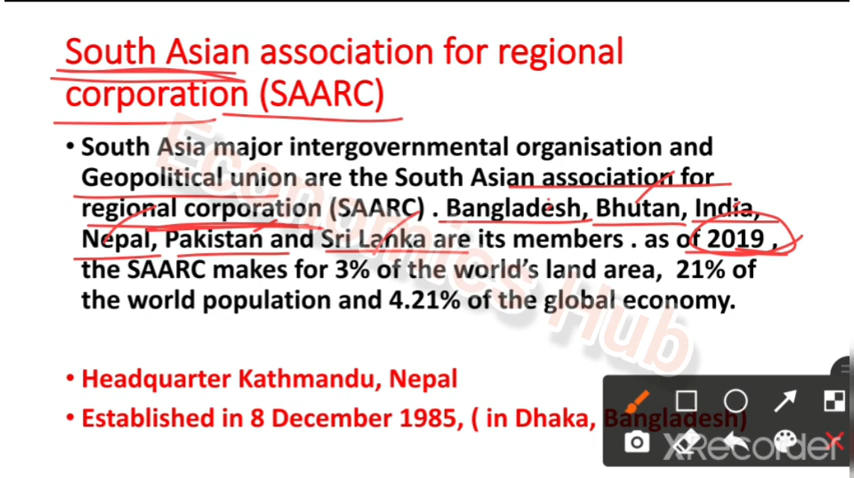 South Asian association for regional
corporation (SAARC)
• South Asia major intergovernmental organisation and
Geopolitical union are the South Asian association for
regional corporation (SAARC) . Bangladesh, Bhutan, India,
Nepal, Pakistan and Sri Lanka are its members . as of 2019 ,
the SAARC makes for 3% of the world's land area, 21% of
the world population and 4.21% of the global economy.
Economics Hub
• Headquarter Kathmandu, Nepal
• Established in 8 December 1985, ( in Dhaka, Bangladesh)
XRecorder